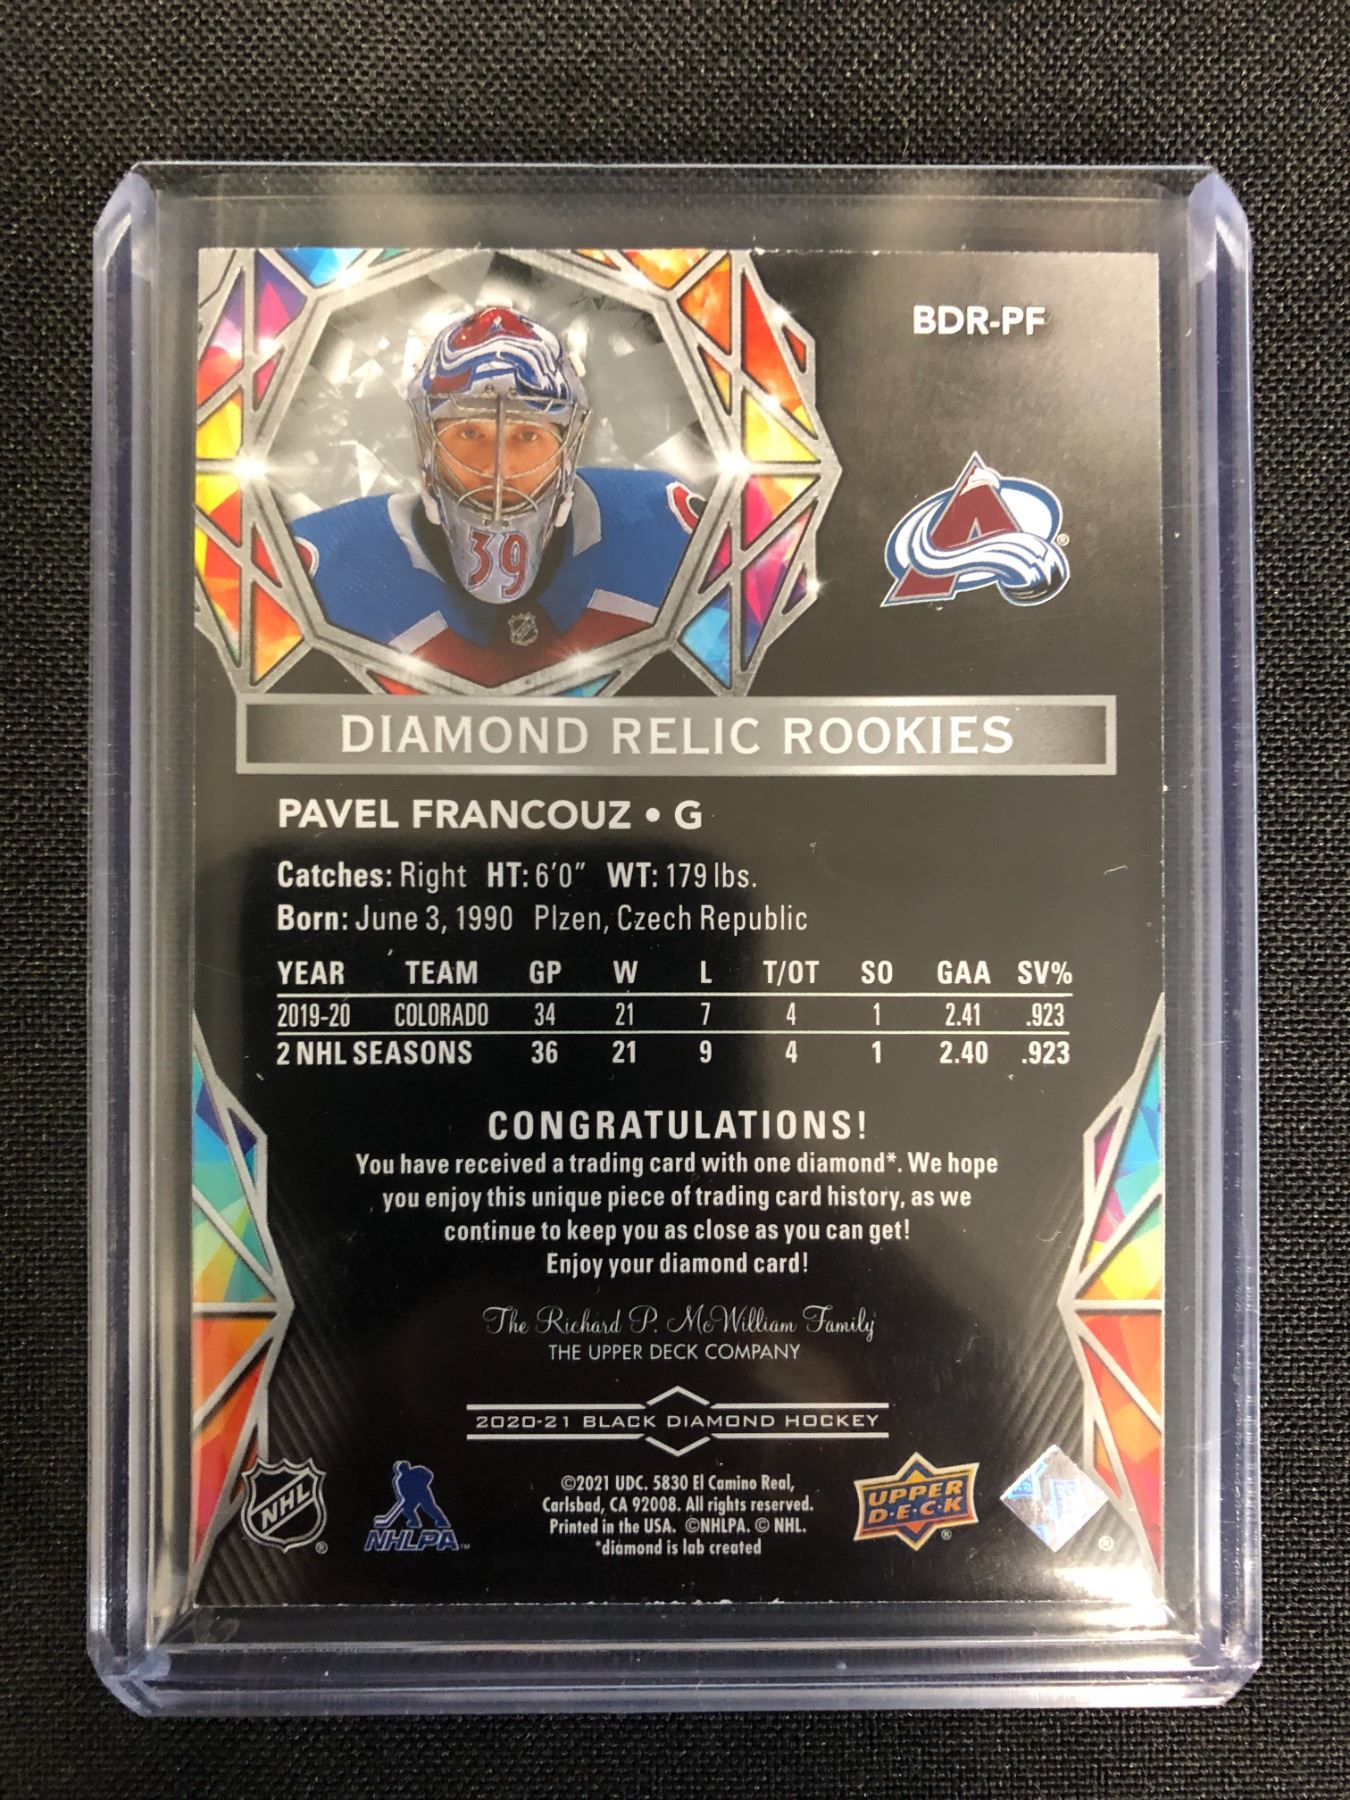 BDR-PF
39
DIAMOND RELIC ROOKIES
PAVEL FRANCOUZ • G
Catches: Right HT: 6'0" WT: 179 lbs.
Born: June 3, 1990 Plzen, Czech Republic
YEAR TEAM GP W L T/OT SO GAA SV%
2019-20 COLORADO 34 21 7 4 1 2.41 .923
2 NHL SEASONS 36 21 9 4 1 2.40 .923
CONGRATULATIONS!
You have received a trading card with one diamond*. We hope
you enjoy this unique piece of trading card history, as we
continue to keep you as close as you can get!
Enjoy your diamond card!
The Richard P. McWilliam Family
THE UPPER DECK COMPANY
2020-21 BLACK DIAMOND HOCKEY
©2021 UDC. 5830 El Camino Real,
Carlsbad, CA 92008. All rights reserved.
Printed in the USA. ©NHLPA. © NHL.
*diamond is lab created
NHL ®
NHLPA™
UPPER
D·E·C·K ®
®